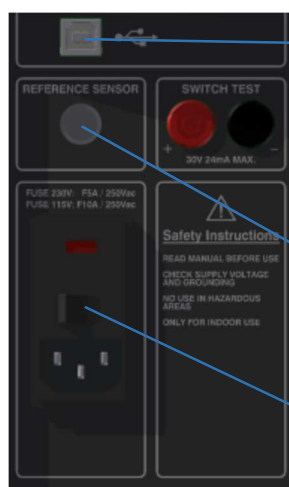 REFERENCE SENSOR
SWITCH TEST
+ −
30V 24mA MAX.
FUSE 230V: F5A / 250Vac
FUSE 115V: F10A / 250Vac
Safety Instructions
READ MANUAL BEFORE USE
CHECK SUPPLY VOLTAGE
AND GROUNDING
NO USE IN HAZARDOUS
AREAS
ONLY FOR INDOOR USE